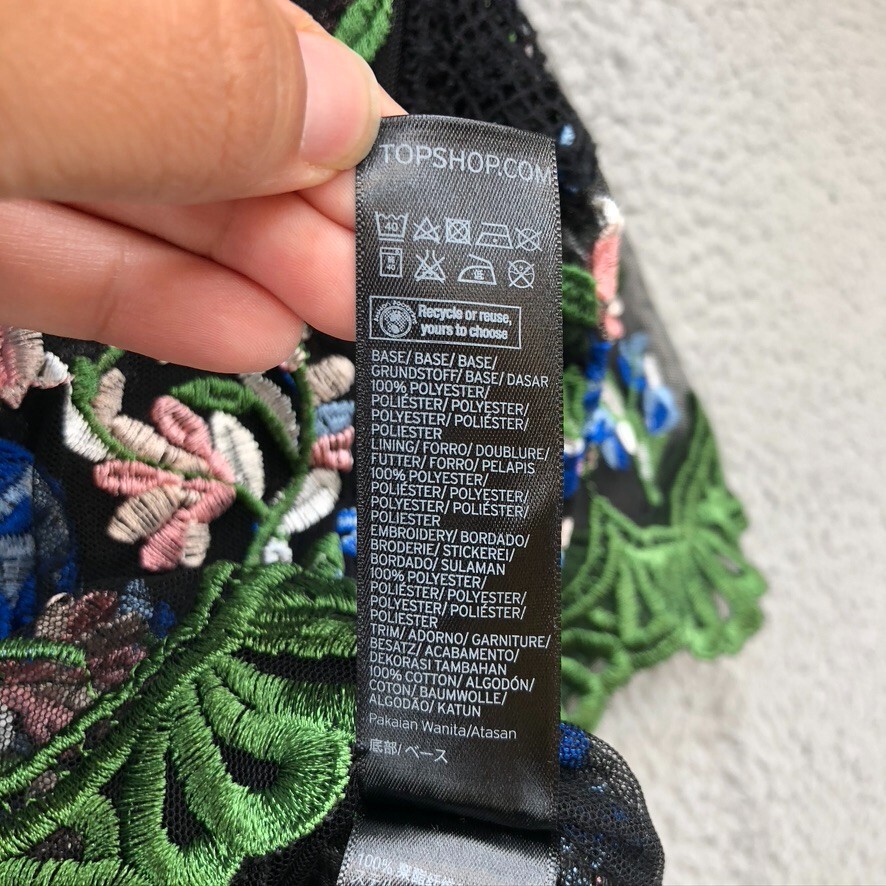 TOPSHOP.COM
40
Recycle or reuse,
yours to choose
BASE/ BASE/ BASE/
GRUNDSTOFF/ BASE/ DASAR
100% POLYESTER/
POLIÉSTER/ POLYESTER/
POLYESTER/ POLIÉSTER/
POLIESTER
LINING/ FORRO/ DOUBLURE/
FUTTER/ FORRO/ PELAPIS
100% POLYESTER/
POLIÉSTER/ POLYESTER/
POLYESTER/ POLIÉSTER/
POLIESTER
EMBROIDERY/ BORDADO/
BRODERIE/ STICKEREI/
BORDADO/ SULAMAN
100% POLYESTER/
POLIÉSTER/ POLYESTER/
POLYESTER/ POLIÉSTER/
POLIESTER
TRIM/ ADORNO/ GARNITURE/
BESATZ/ ACABAMENTO/
DEKORASI TAMBAHAN
100% COTTON/ ALGODÓN/
COTON/ BAUMWOLLE/
ALGODÃO/ KATUN
Pakaian Wanita/Atasan
底部/ ベース
100%